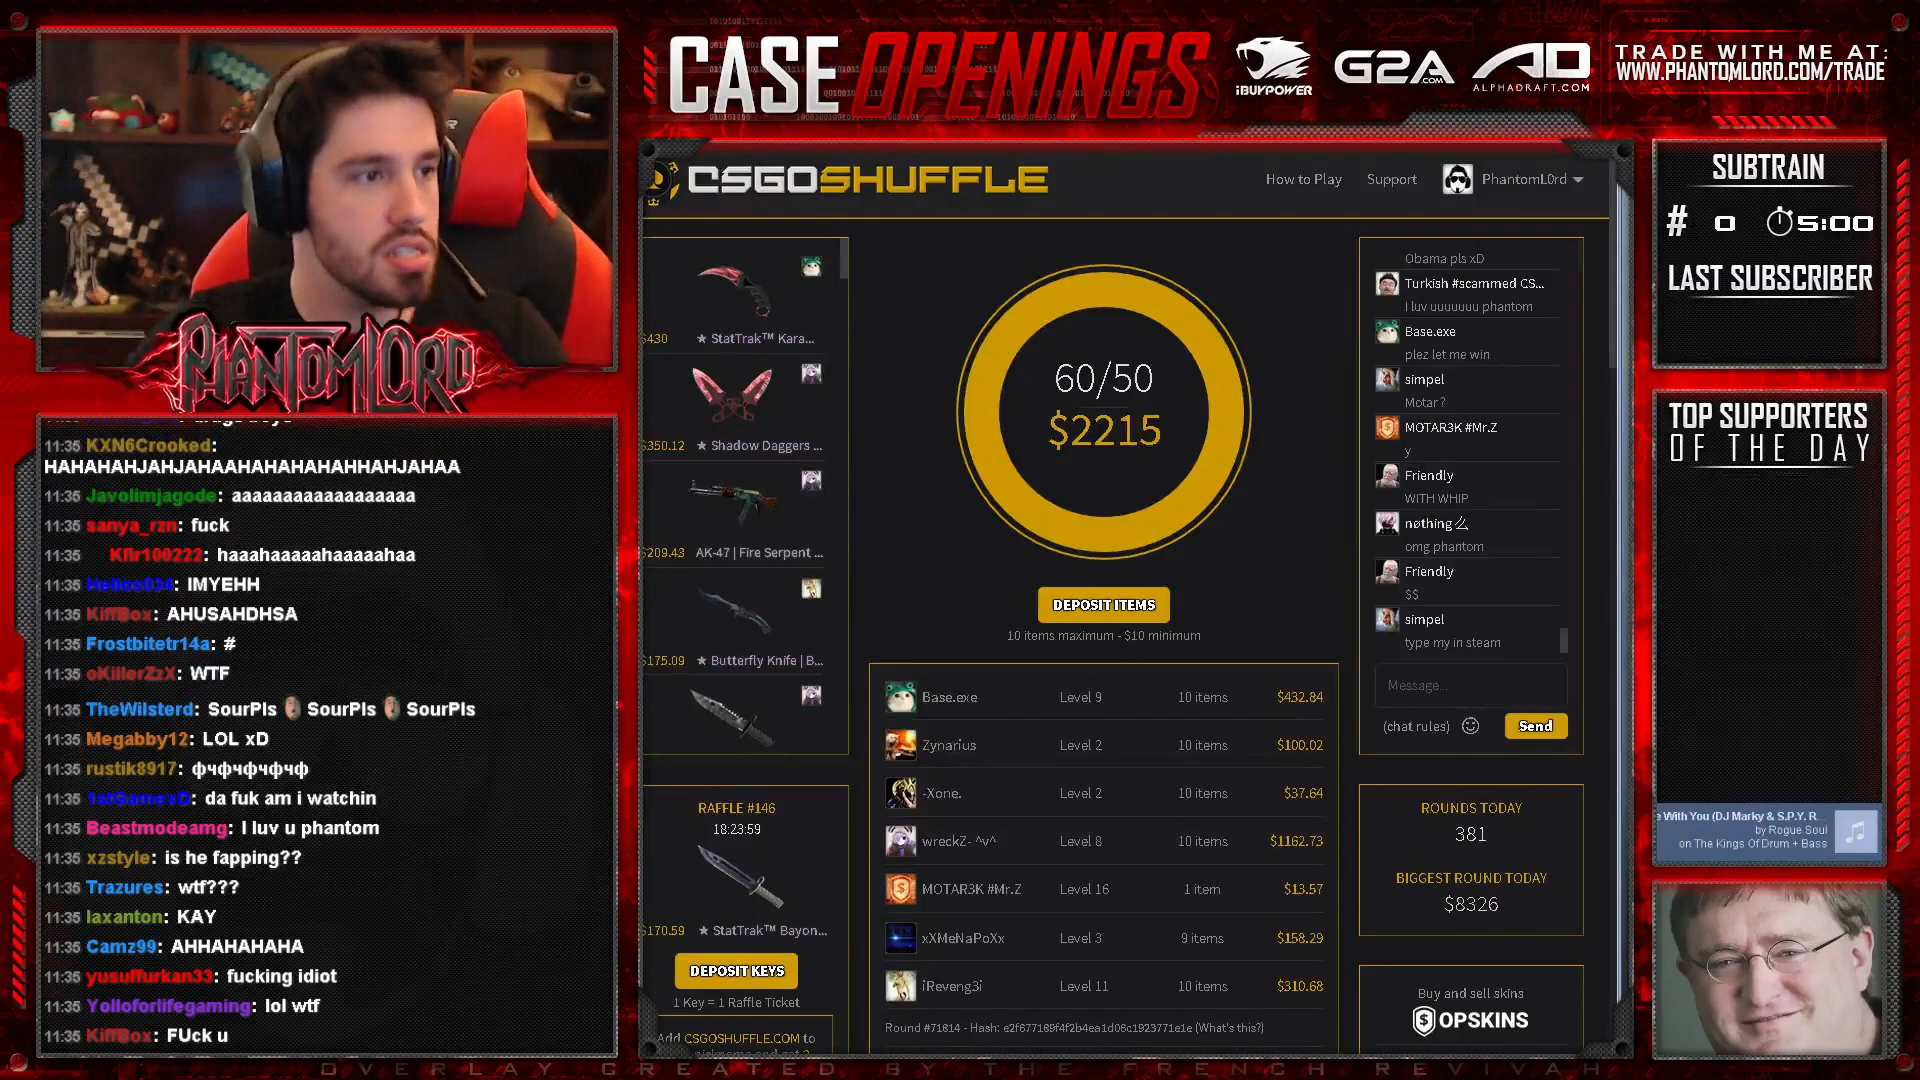 CASE OPENINGS
iBUYPOWER
G2A.COM
AD
ALPHADRAFT.COM
TRADE WITH ME AT:
WWW.PHANTOMLORD.COM/TRADE
PHANTOMLORD
11:35 KXN6Crooked:
HAHAHAHJAHJAHAAHAHAHAHAHHAHJAHAA
11:35 Javolimjagode: aaaaaaaaaaaaaaaaaa
11:35 sanya_rzn: fuck
11:35 Kfir100222: haaahaaaaahaaaaahaa
11:35 Helios034: IMYEHH
11:35 KiffBox: AHUSAHDHSA
11:35 Frostbitetr14a: #
11:35 oKillerZzX: WTF
11:35 TheWilsterd: SourPls SourPls SourPls
11:35 Megabby12: LOL xD
11:35 rustik8917: фчфчфчфчф
11:35 1stGamexD: da fuk am i watchin
11:35 Beastmodeamg: I luv u phantom
11:35 xzstyle: is he fapping??
11:35 Trazures: wtf???
11:35 laxanton: KAY
11:35 Camz99: AHHAHAHAHA
11:35 yusuffurkan33: fucking idiot
11:35 Yolloforlifegaming: lol wtf
11:35 KiffBox: FUck u
CSGOSHUFFLE
How to Play
Support
PhantomL0rd
$430 ★ StatTrak™ Kara...
$350.12 ★ Shadow Daggers ...
$209.43 AK-47 | Fire Serpent ...
$175.09 ★ Butterfly Knife | B...
RAFFLE #146
18:23:59
$170.59 ★ StatTrak™ Bayon...
DEPOSIT KEYS
1 Key = 1 Raffle Ticket
Add CSGOSHUFFLE.COM to
60/50
$2215
DEPOSIT ITEMS
10 items maximum - $10 minimum
Base.exe Level 9 10 items $432.84
Zynarius Level 2 10 items $100.02
-Xone. Level 2 10 items $37.64
wreckZ- ^v^ Level 8 10 items $1162.73
MOTAR3K #Mr.Z Level 16 1 item $13.57
xXMeNaPoXx Level 3 9 items $158.29
iReveng3i Level 11 10 items $310.68
Round #71814 - Hash: e2f677189f4f2b4ea1d06c1923771e1e (What's this?)
Obama pls xD
Turkish #scammed CS...
I luv uuuuuuu phantom
Base.exe
plez let me win
simpel
Motar ?
MOTAR3K #Mr.Z
y
Friendly
WITH WHIP
nøthing么
omg phantom
Friendly
$$
simpel
type my in steam
Message...
(chat rules)
Send
ROUNDS TODAY
381
BIGGEST ROUND TODAY
$8326
Buy and sell skins
OPSKINS
SUBTRAIN
# 0 5:00
LAST SUBSCRIBER
TOP SUPPORTERS
OF THE DAY
e With You (DJ Marky & S.P.Y. R...
by Rogue Soul
on The Kings Of Drum + Bass
OVERLAY CREATED BY THE FRENCH REVIVAH